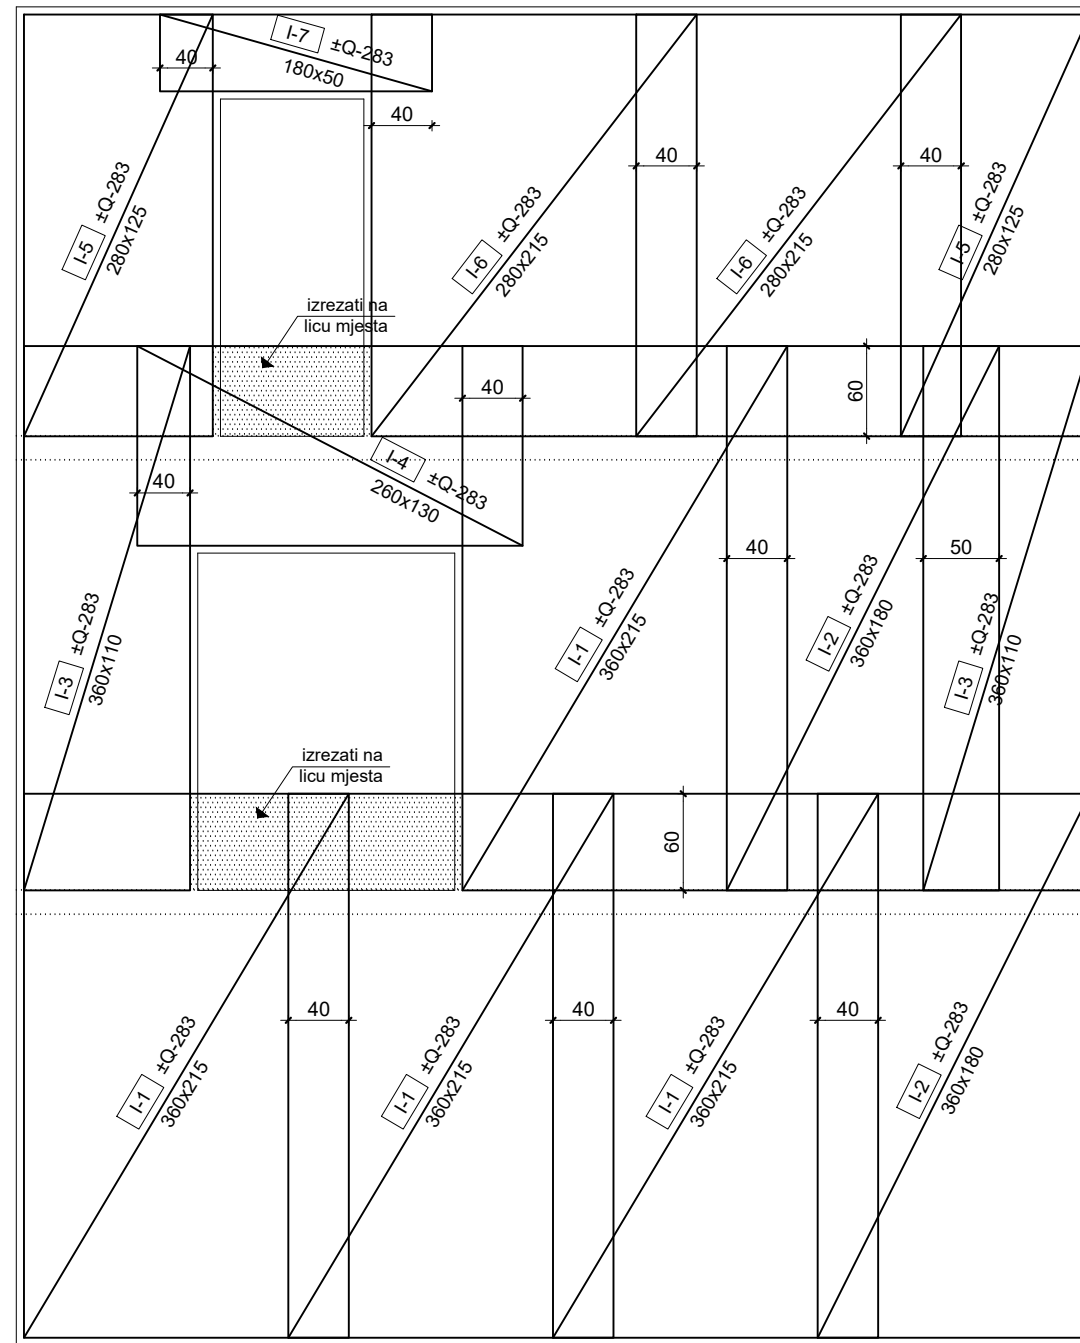 I-7 ±Q-283
180x50
40
40
40
40
I-5 ±Q-283
280x125
I-6 ±Q-283
280x215
I-6 ±Q-283
280x215
I-5 ±Q-283
280x125
izrezati na
licu mjesta
40
60
I-4 ±Q-283
260x130
40
40
50
I-3 ±Q-283
360x110
I-1 ±Q-283
360x215
I-2 ±Q-283
360x180
I-3 ±Q-283
360x110
izrezati na
licu mjesta
60
40
40
40
I-1 ±Q-283
360x215
I-1 ±Q-283
360x215
I-1 ±Q-283
360x215
I-2 ±Q-283
360x180